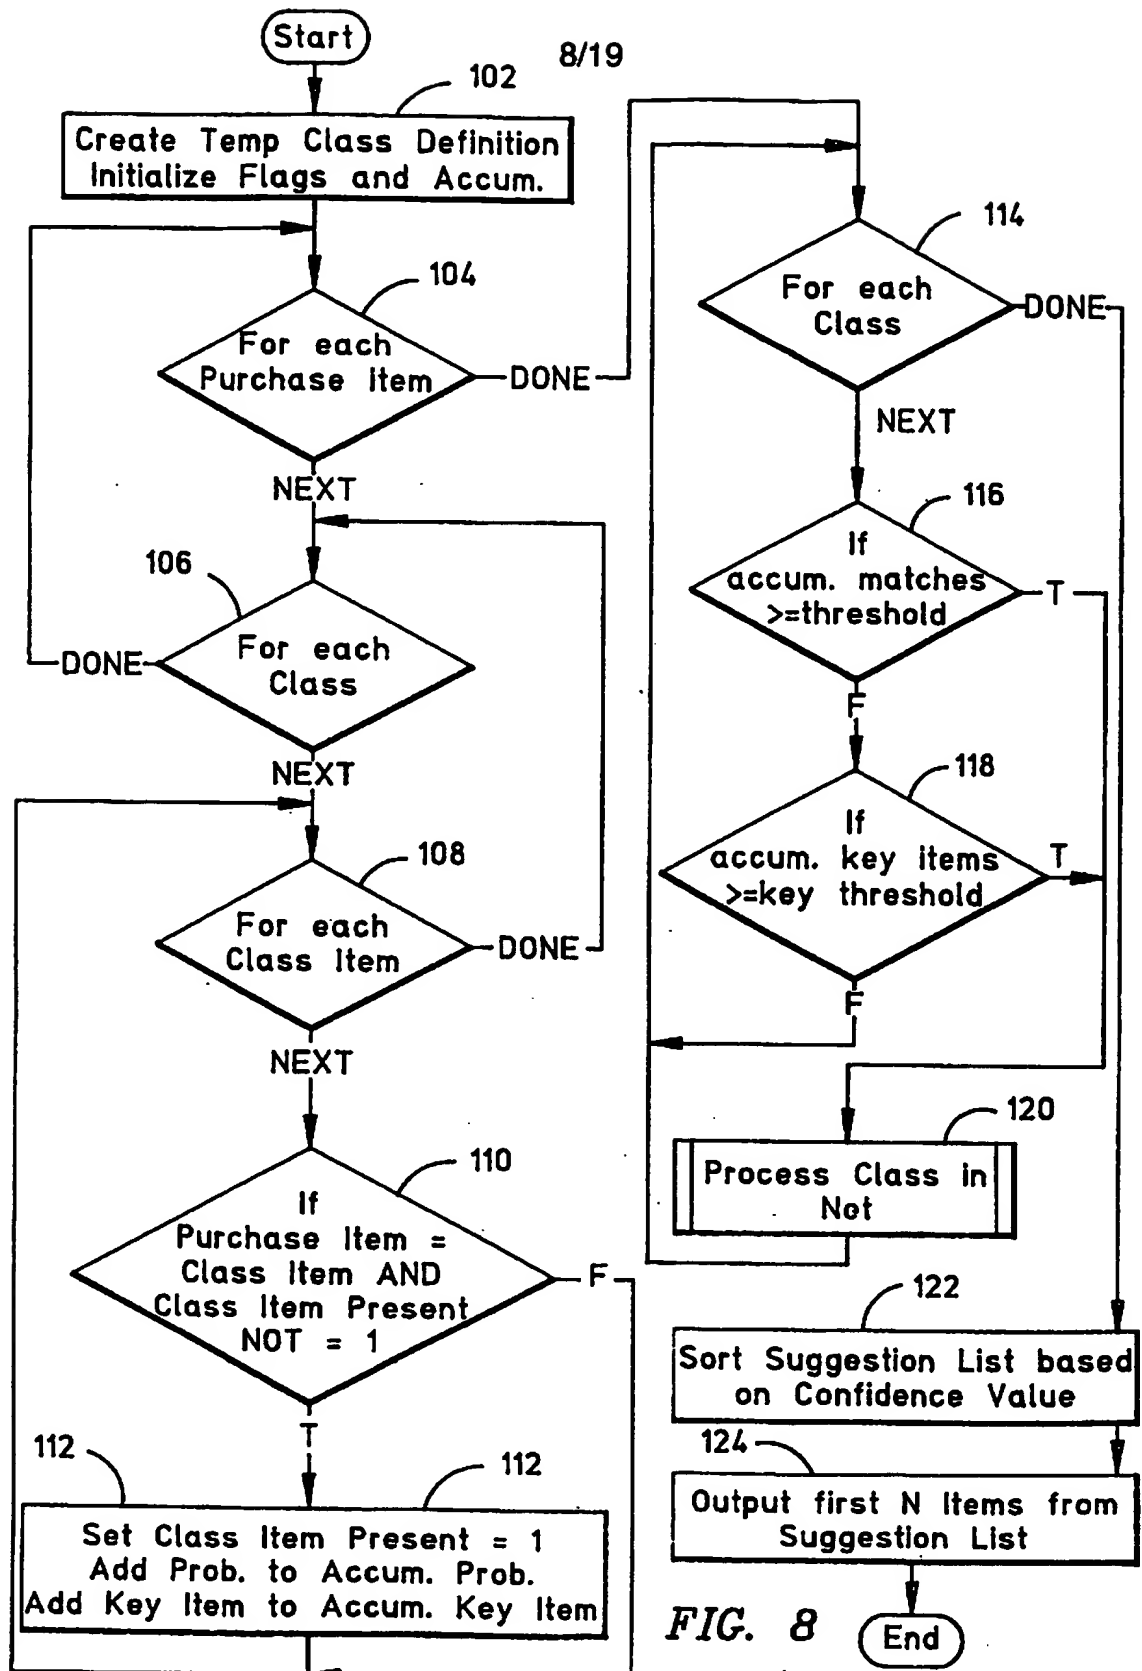 Start
8/19
102
Create Temp Class Definition
Initialize Flags and Accum.
104
For each
Purchase Item
DONE
NEXT
106
For each
Class
DONE
NEXT
108
For each
Class Item
DONE
NEXT
110
If
Purchase Item =
Class Item AND
Class Item Present
NOT = 1
F
T
112
112
Set Class Item Present = 1
Add Prob. to Accum. Prob.
Add Key Item to Accum. Key Item
114
For each
Class
DONE
NEXT
116
If
accum. matches
>=threshold
T
F
118
If
accum. key items
>=key threshold
T
F
120
Process Class in
Not
122
Sort Suggestion List based
on Confidence Value
124
Output first N Items from
Suggestion List
FIG. 8
End